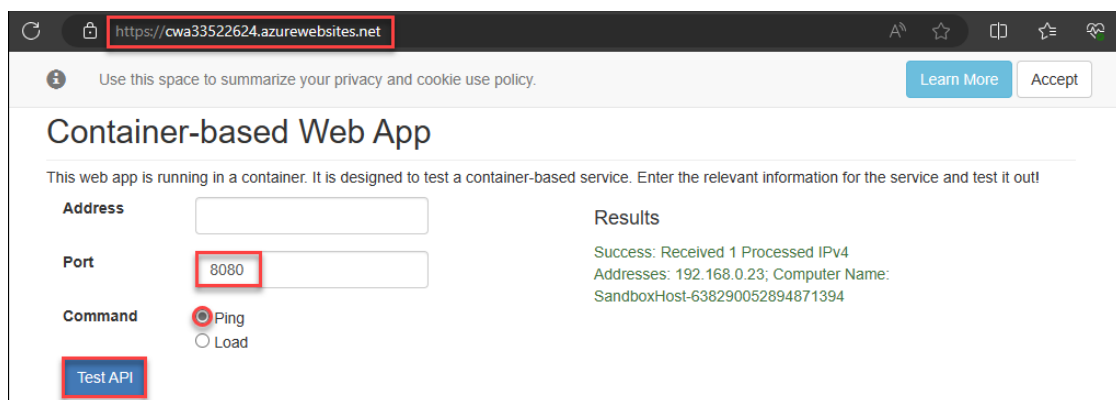 https://cwa33522624.azurewebsites.net
Use this space to summarize your privacy and cookie use policy.
Learn More
Accept
Container-based Web App
This web app is running in a container. It is designed to test a container-based service. Enter the relevant information for the service and test it out!
Address
Port
8080
Command
Ping
Load
Test API
Results
Success: Received 1 Processed IPv4
Addresses: 192.168.0.23; Computer Name:
SandboxHost-638290052894871394